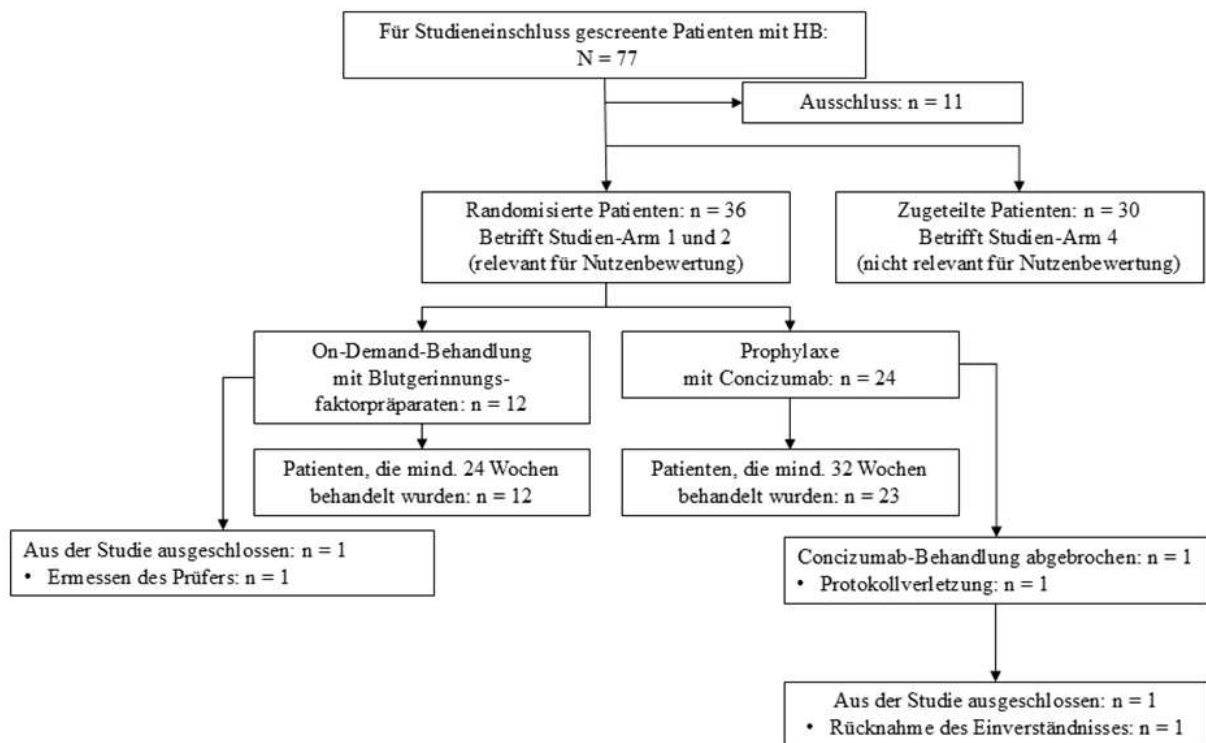 Für Studieneinschluss gescreente Patienten mit HB:
N = 77
Ausschluss: n = 11
Randomisierte Patienten: n = 36
Betrifft Studien-Arm 1 und 2
(relevant für Nutzenbewertung)
Zugeteilte Patienten: n = 30
Betrifft Studien-Arm 4
(nicht relevant für Nutzenbewertung)
On-Demand-Behandlung
mit Blutgerinnungs-
faktorpräparaten: n = 12
Prophylaxe
mit Concizumab: n = 24
Patienten, die mind. 24 Wochen
behandelt wurden: n = 12
Patienten, die mind. 32 Wochen
behandelt wurden: n = 23
Aus der Studie ausgeschlossen: n = 1
• Ermessen des Prüfers: n = 1
Concizumab-Behandlung abgebrochen: n = 1
• Protokollverletzung: n = 1
Aus der Studie ausgeschlossen: n = 1
• Rücknahme des Einverständnisses: n = 1